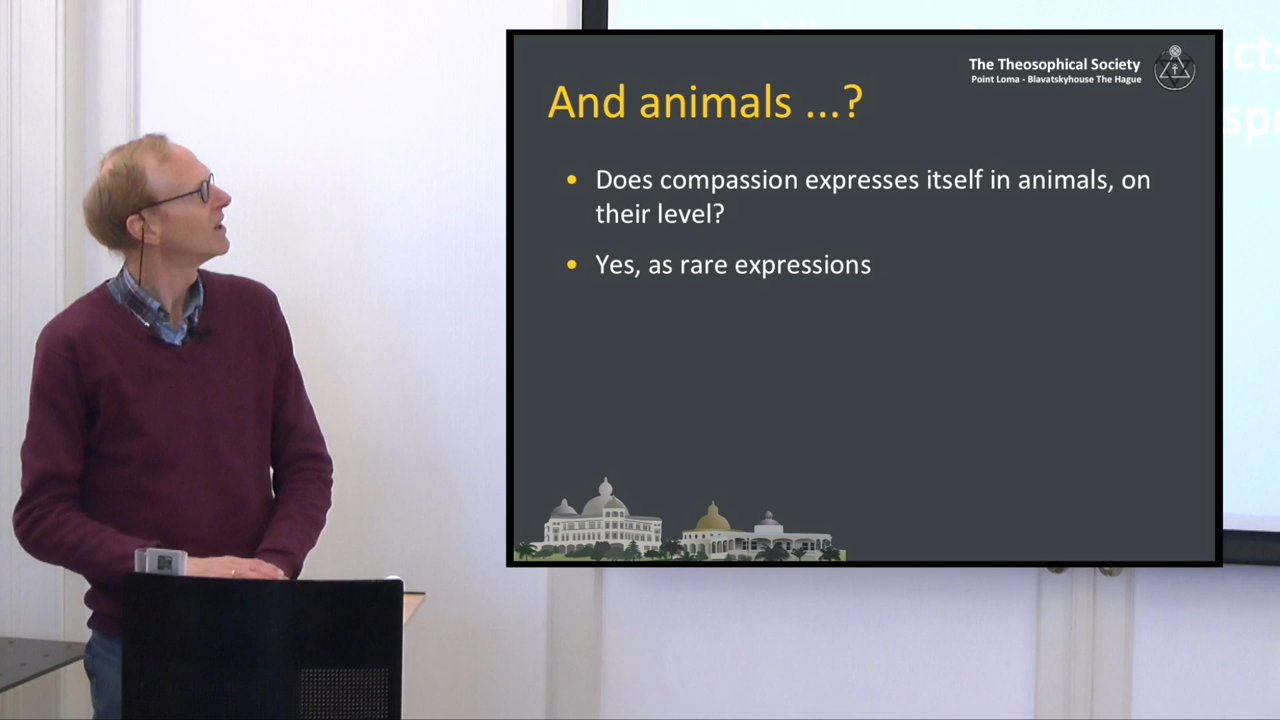 The Theosophical Society
Point Loma - Blavatskyhouse The Hague
And animals ...?
• Does compassion expresses itself in animals, on
their level?
• Yes, as rare expressions